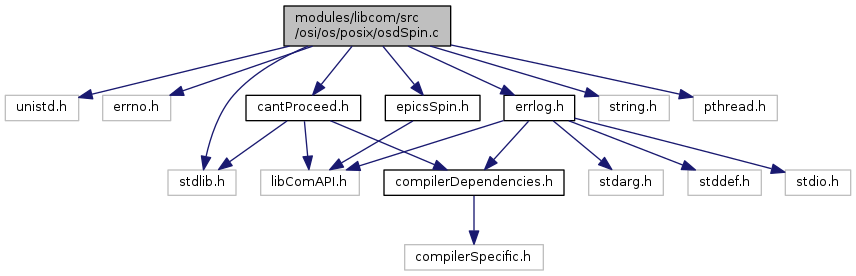 modules/libcom/src
/osi/os/posix/osdSpin.c
unistd.h
errno.h
cantProceed.h
epicsSpin.h
errlog.h
string.h
pthread.h
stdlib.h
libComAPI.h
compilerDependencies.h
stdarg.h
stddef.h
stdio.h
compilerSpecific.h